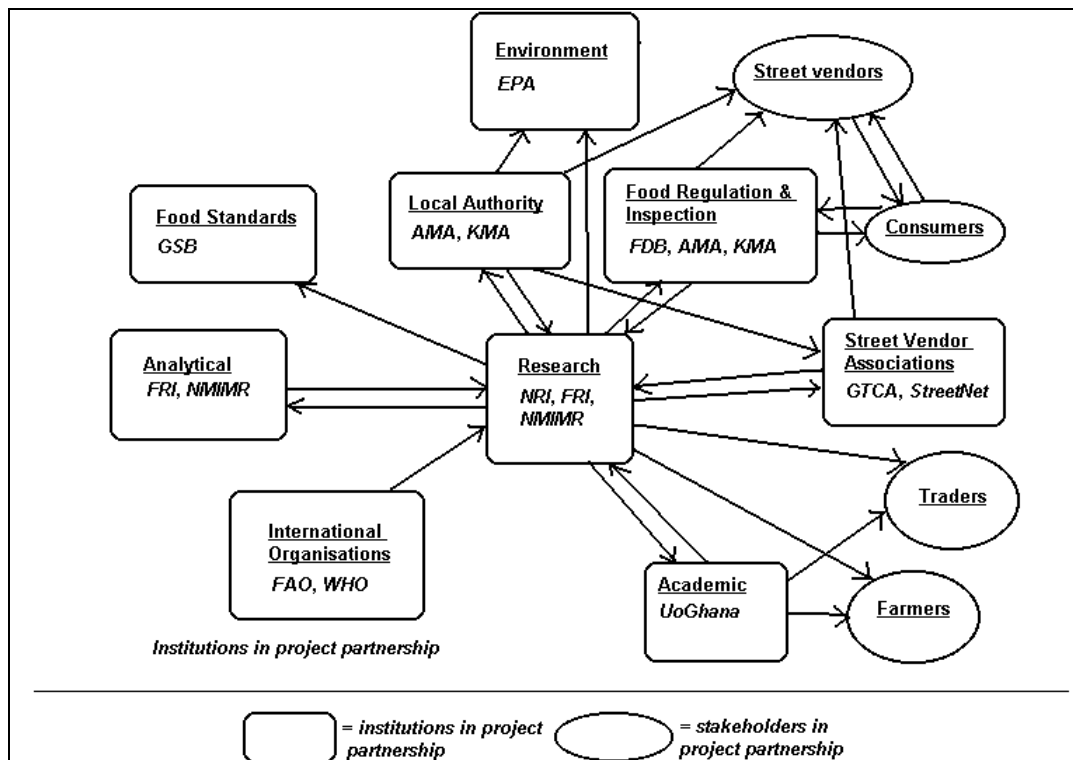 Environment
EPA
Street vendors
Food Standards
GSB
Local Authority
AMA, KMA
Food Regulation &
Inspection
FDB, AMA, KMA
Consumers
Analytical
FRI, NMIMR
Research
NRI, FRI,
NMIMR
Street Vendor
Associations
GTCA, StreetNet
International
Organisations
FAO, WHO
Traders
Academic
UoGhana
Farmers
Institutions in project partnership
= institutions in project
partnership
= stakeholders in
project partnership